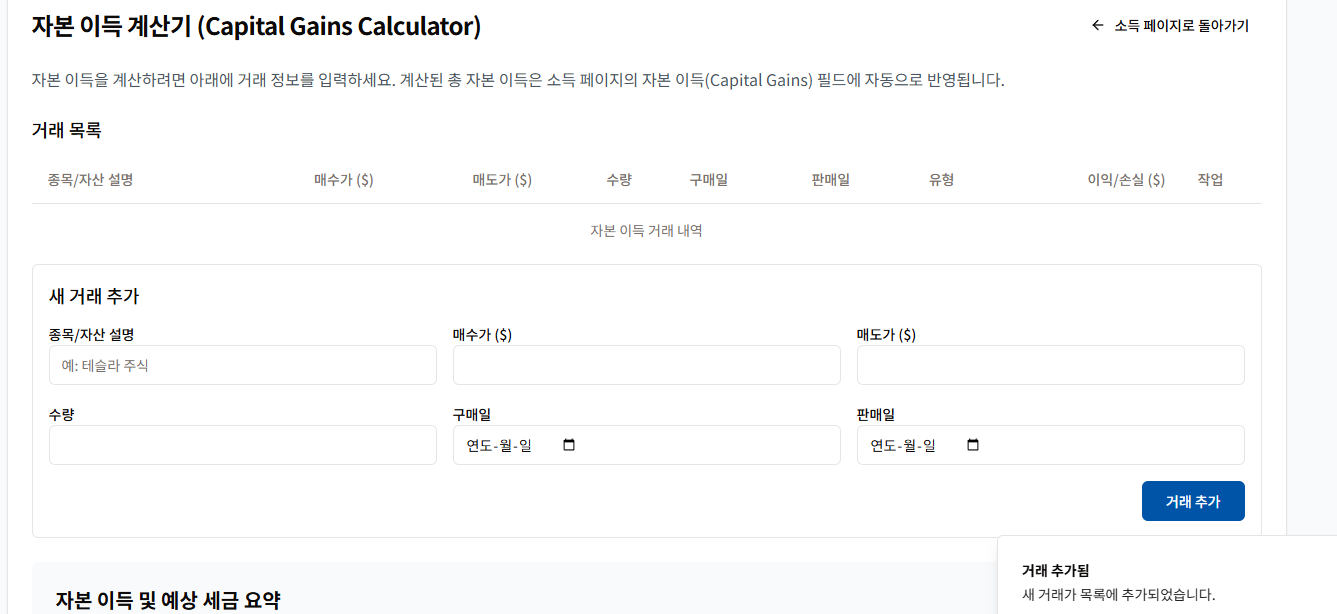 자본 이득 계산기 (Capital Gains Calculator)
← 소득 페이지로 돌아가기
자본 이득을 계산하려면 아래에 거래 정보를 입력하세요. 계산된 총 자본 이득은 소득 페이지의 자본 이득(Capital Gains) 필드에 자동으로 반영됩니다.
거래 목록
종목/자산 설명 매수가 ($) 매도가 ($) 수량 구매일 판매일 유형 이익/손실 ($) 작업
자본 이득 거래 내역
새 거래 추가
종목/자산 설명 매수가 ($) 매도가 ($)
예: 테슬라 주식
수량 구매일 판매일
연도-월-일 연도-월-일
거래 추가
거래 추가됨
새 거래가 목록에 추가되었습니다.
자본 이득 및 예상 세금 요약